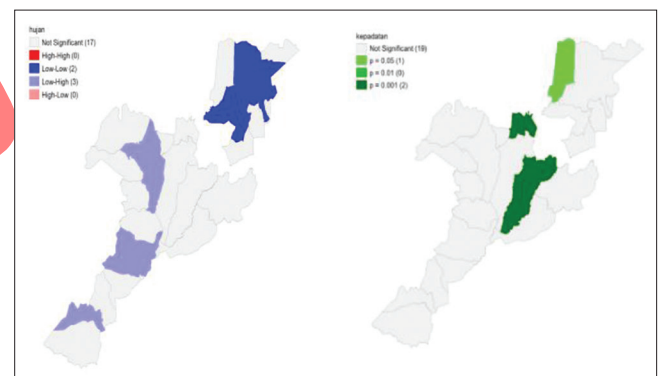 hujan
Not Significant (17)
High-High (0)
Low-Low (2)
Low-High (3)
High-Low (0)
kepadatan
Not Significant (19)
p = 0.05 (1)
p = 0.01 (0)
p = 0.001 (2)